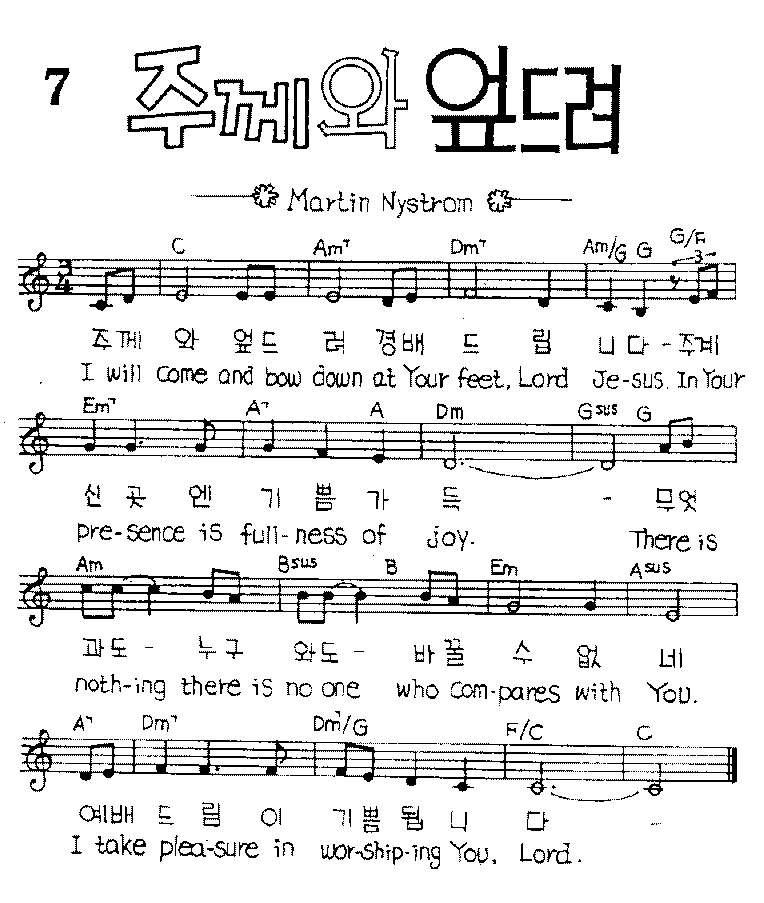 7
주께와 엎드려
Martin Nystrom
C Am7 Dm7 Am/G G G/F
3
4
3
주께 와 엎드 려 경배 드 립 니 다 - 주계
I will come and bow down at Your feet, Lord Je-sus. In Your
Em7 A7 A Dm Gsus G
신 곳 엔 기 쁨 가 득 - 무엇
pre-sence is full-ness of joy. There is
Am Bsus B Em Asus
과도 - 누구 와도 - 바꿀 수 없 네
noth-ing there is no one who com-pares with You.
A7 Dm7 Dm7/G F/C C
예배 드 림 이 기쁨 됩 니 다 -
I take plea-sure in wor-ship-ing You, Lord.